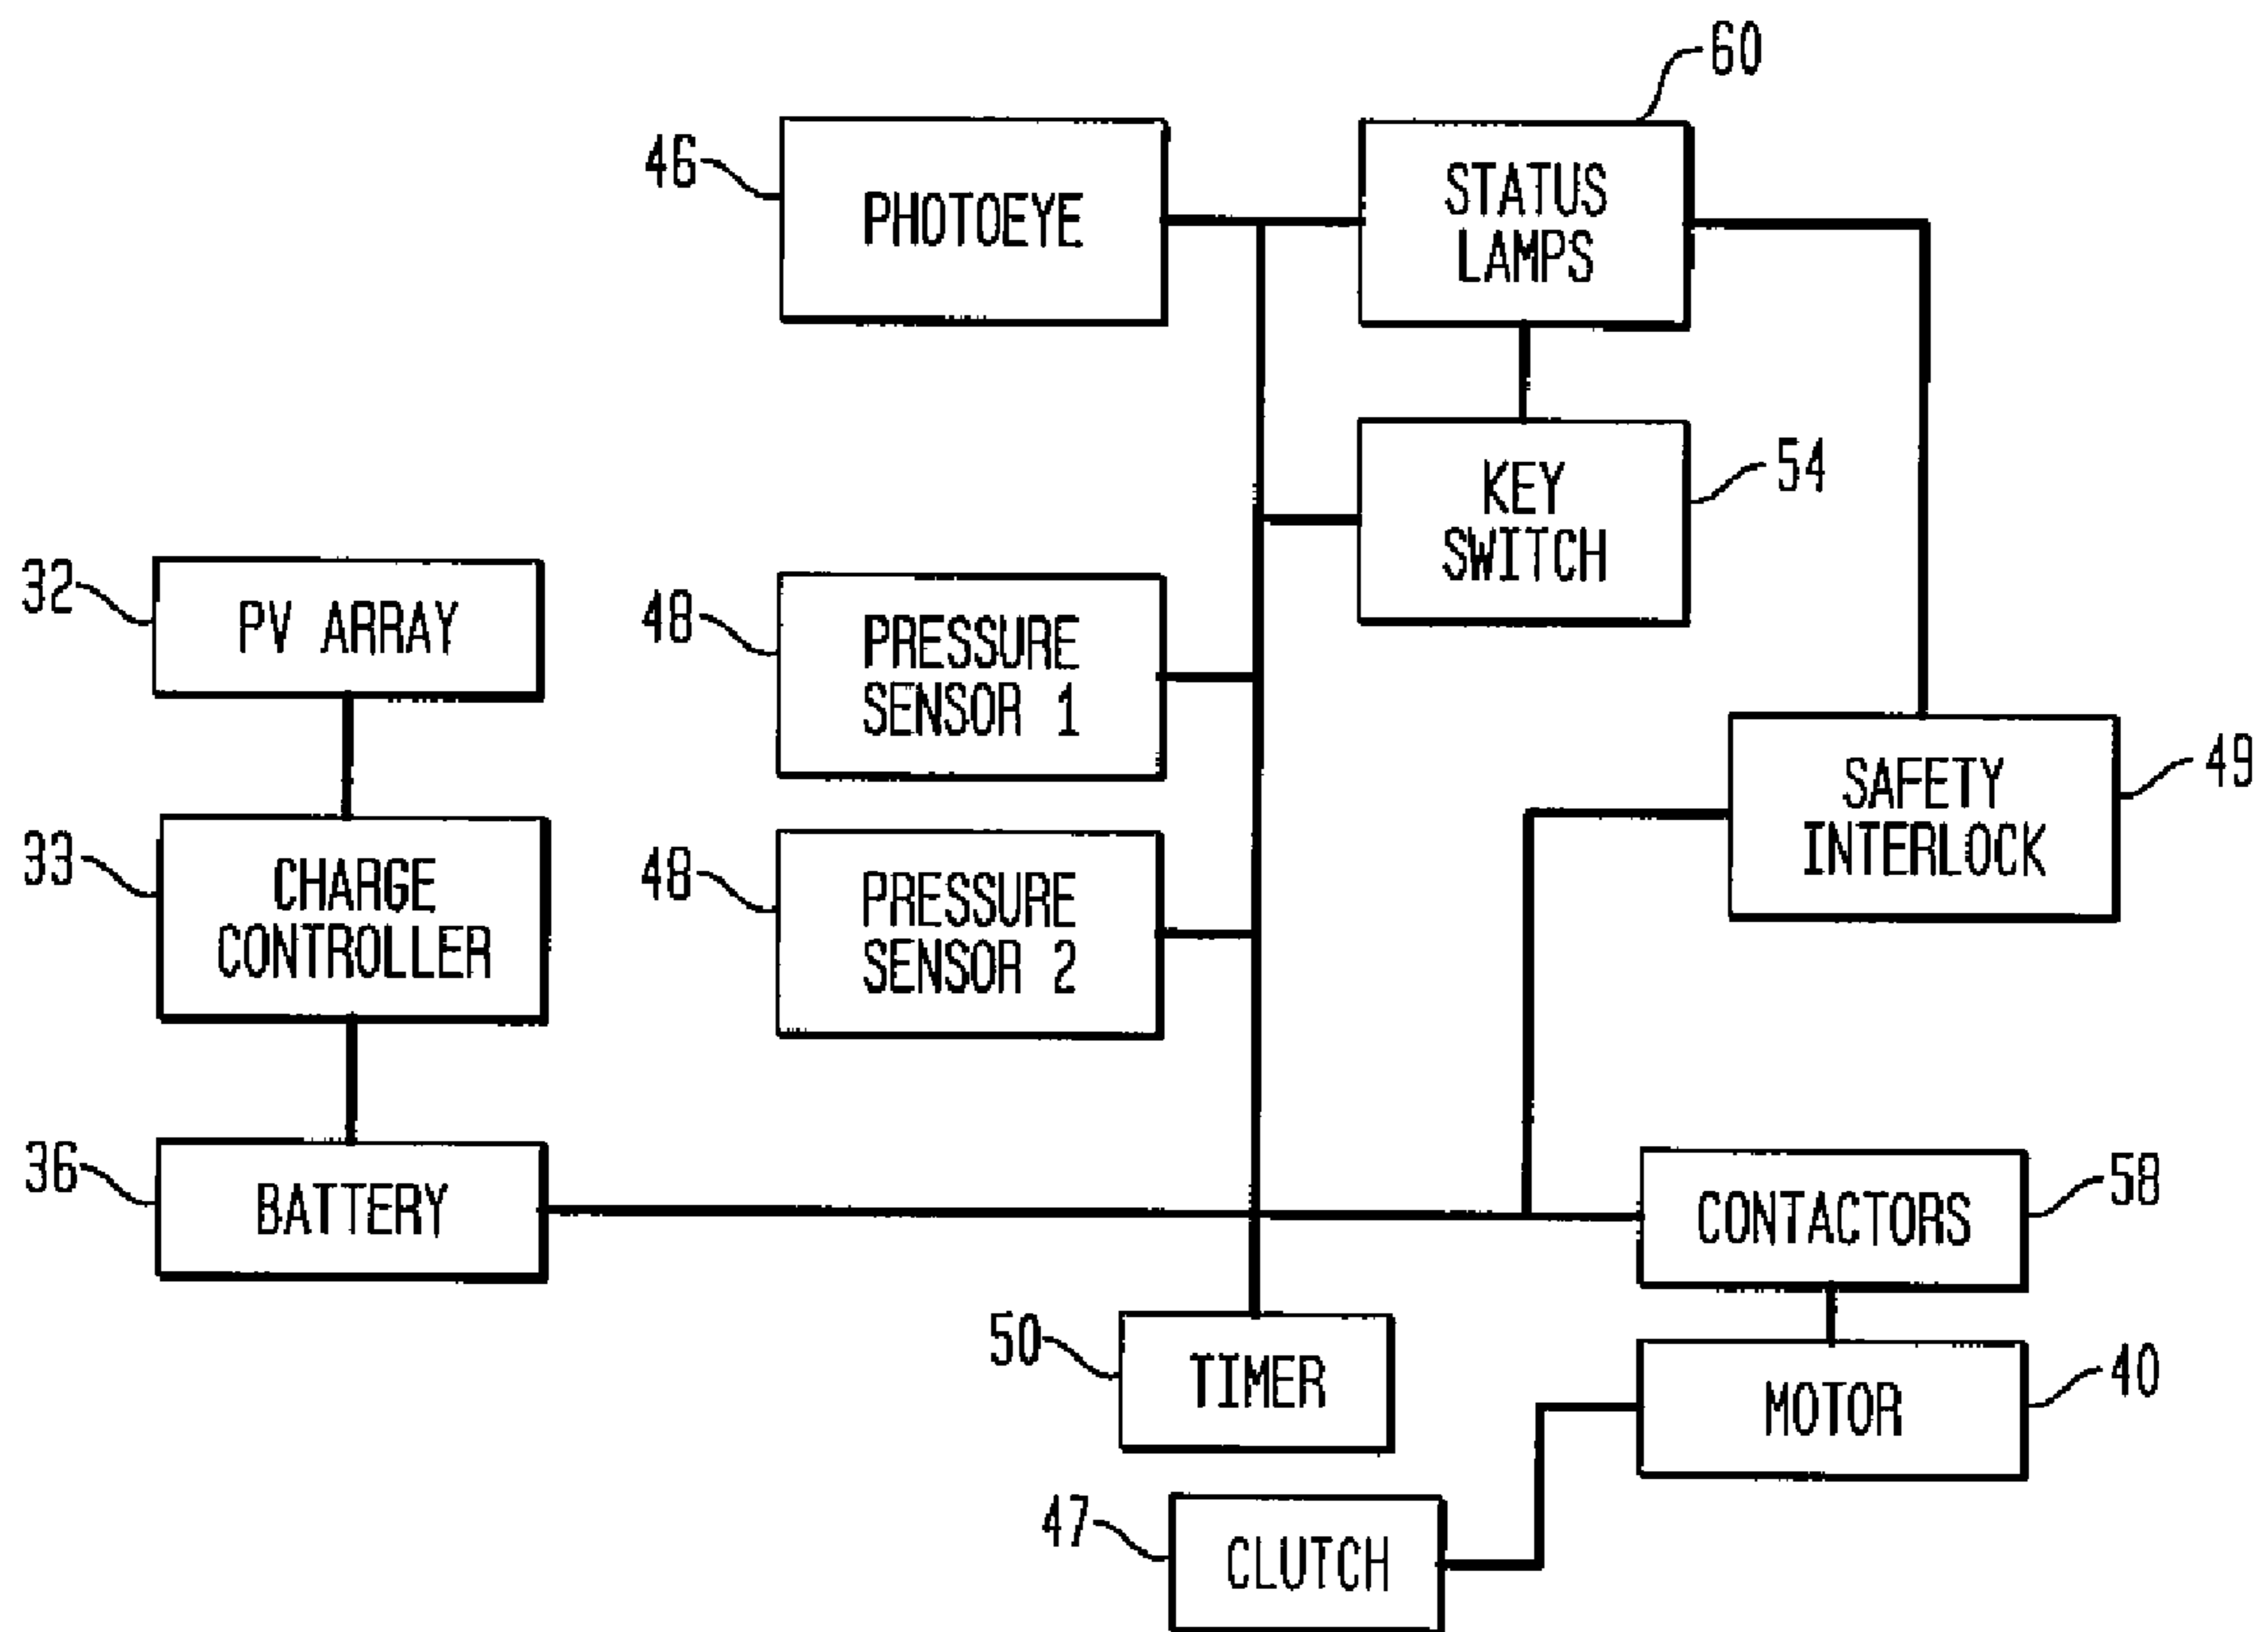 60
46
PHOTOEYE
STATUS
LAMPS
54
KEY
SWITCH
32
PV ARRAY
48
PRESSURE
SENSOR 1
49
SAFETY
INTERLOCK
33
CHARGE
CONTROLLER
48
PRESSURE
SENSOR 2
36
BATTERY
58
CONTACTORS
50
TIMER
40
MOTOR
47
CLUTCH